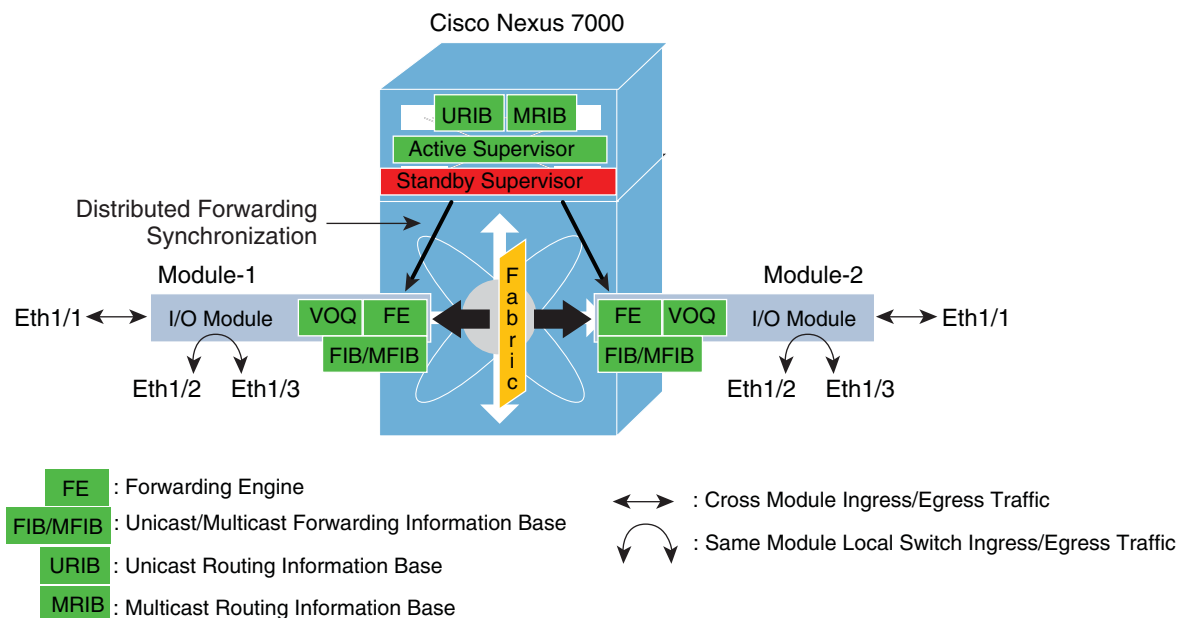 Cisco Nexus 7000
URIB MRIB
Active Supervisor
Standby Supervisor
Distributed Forwarding
Synchronization
Module-1
Module-2
Eth1/1
I/O Module
VOQ
FE
FIB/MFIB
Eth1/2
Eth1/3
Fabric
FE
VOQ
I/O Module
Eth1/1
FIB/MFIB
Eth1/2
Eth1/3
FE : Forwarding Engine
FIB/MFIB : Unicast/Multicast Forwarding Information Base
URIB : Unicast Routing Information Base
MRIB : Multicast Routing Information Base
: Cross Module Ingress/Egress Traffic
: Same Module Local Switch Ingress/Egress Traffic